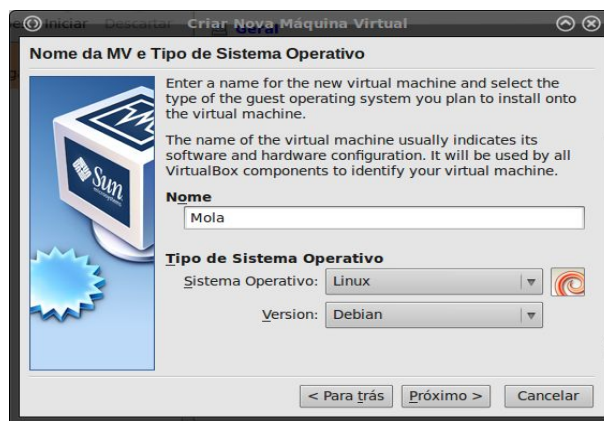 Iniciar Descartar Criar Nova Máquina Virtual
Geral
Nome da MV e Tipo de Sistema Operativo
Enter a name for the new virtual machine and select the
type of the guest operating system you plan to install onto
the virtual machine.
The name of the virtual machine usually indicates its
software and hardware configuration. It will be used by all
VirtualBox components to identify your virtual machine.
Sun
Nome
Mola
Tipo de Sistema Operativo
Sistema Operativo: Linux
Version: Debian
< Para trás Próximo > Cancelar